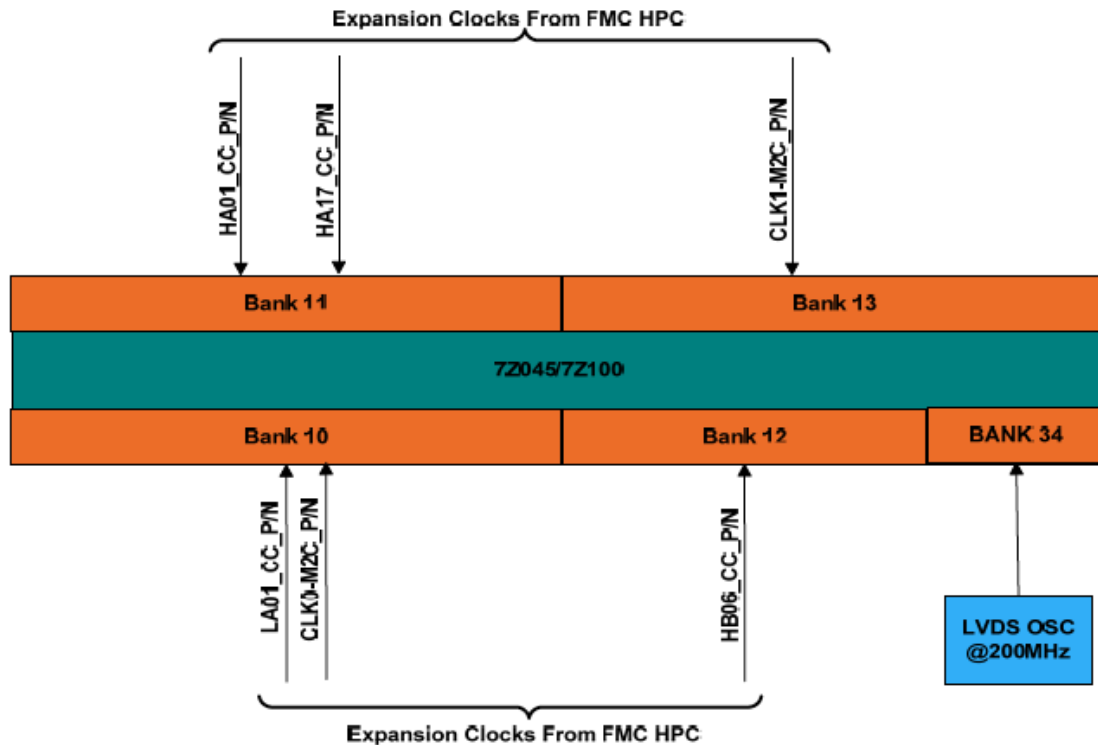 Expansion Clocks From FMC HPC
HA01_CC_P/N
HA17_CC_P/N
CLK1-M2C_P/N
Bank 11
Bank 13
7Z045/7Z100
Bank 10
Bank 12
BANK 34
LA01_CC_P/N
CLK0-M2C_P/N
HB06_CC_P/N
LVDS OSC
@200MHz
Expansion Clocks From FMC HPC